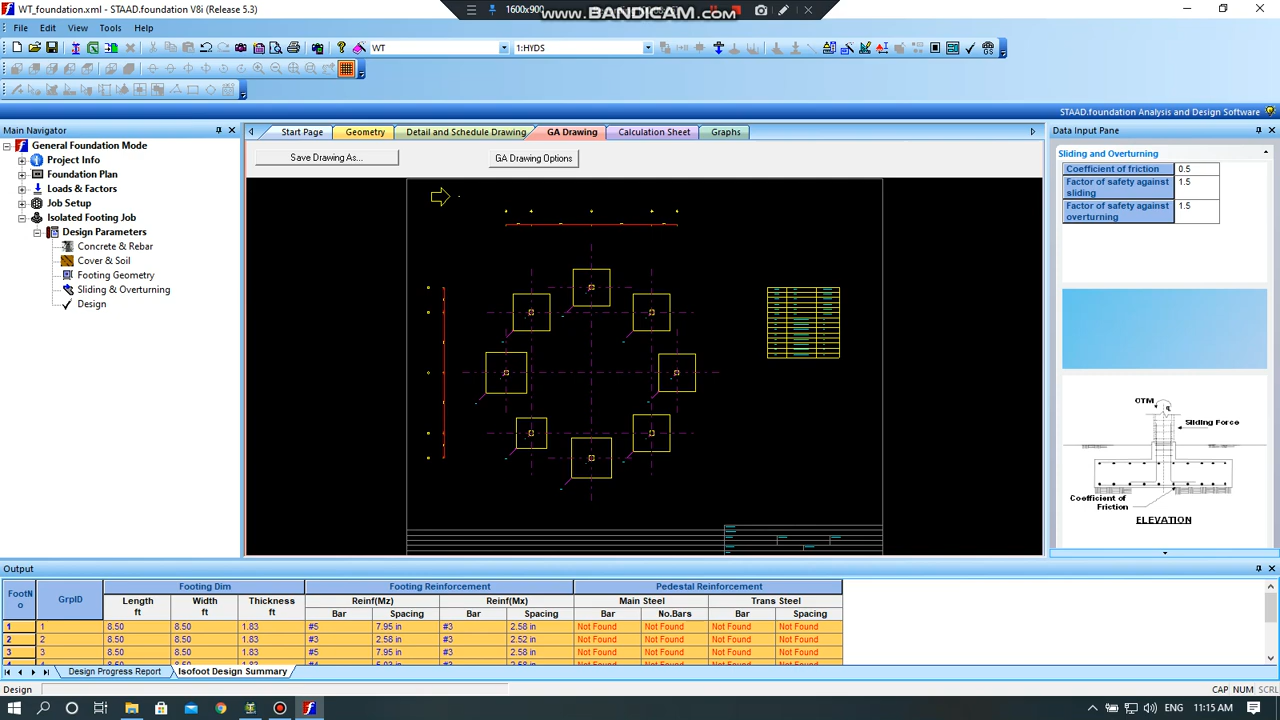 WT_foundation.xml - STAAD.foundation V8i (Release 5.3)
1600x900
www.BANDICAM.com
File Edit View Tools Help
WT
1:HYDS
GS
STAAD.foundation Analysis and Design Software
Main Navigator
General Foundation Mode
Project Info
Foundation Plan
Loads & Factors
Job Setup
Isolated Footing Job
Design Parameters
Concrete & Rebar
Cover & Soil
Footing Geometry
Sliding & Overturning
Design
Start Page
Geometry
Detail and Schedule Drawing
GA Drawing
Calculation Sheet
Graphs
Save Drawing As...
GA Drawing Options
Data Input Pane
Sliding and Overturning
Coefficient of friction 0.5
Factor of safety against 1.5
sliding
Factor of safety against 1.5
overturning
OTM
Sliding Force
Coefficient of
Friction
ELEVATION
Output
FootN
o
GrpID
Footing Dim
Footing Reinforcement
Pedestal Reinforcement
Length
ft
Width
ft
Thickness
ft
Reinf(Mz)
Reinf(Mx)
Main Steel
Trans Steel
Bar Spacing Bar Spacing Bar No.Bars Bar Spacing
1 1 8.50 8.50 1.83 #5 7.95 in #3 2.58 in Not Found Not Found Not Found Not Found
2 2 8.50 8.50 1.83 #3 2.58 in #3 2.52 in Not Found Not Found Not Found Not Found
3 3 8.50 8.50 1.83 #5 7.95 in #3 2.58 in Not Found Not Found Not Found Not Found
Design Progress Report
Isofoot Design Summary
Design
CAP NUM SCRL
11:15 AM